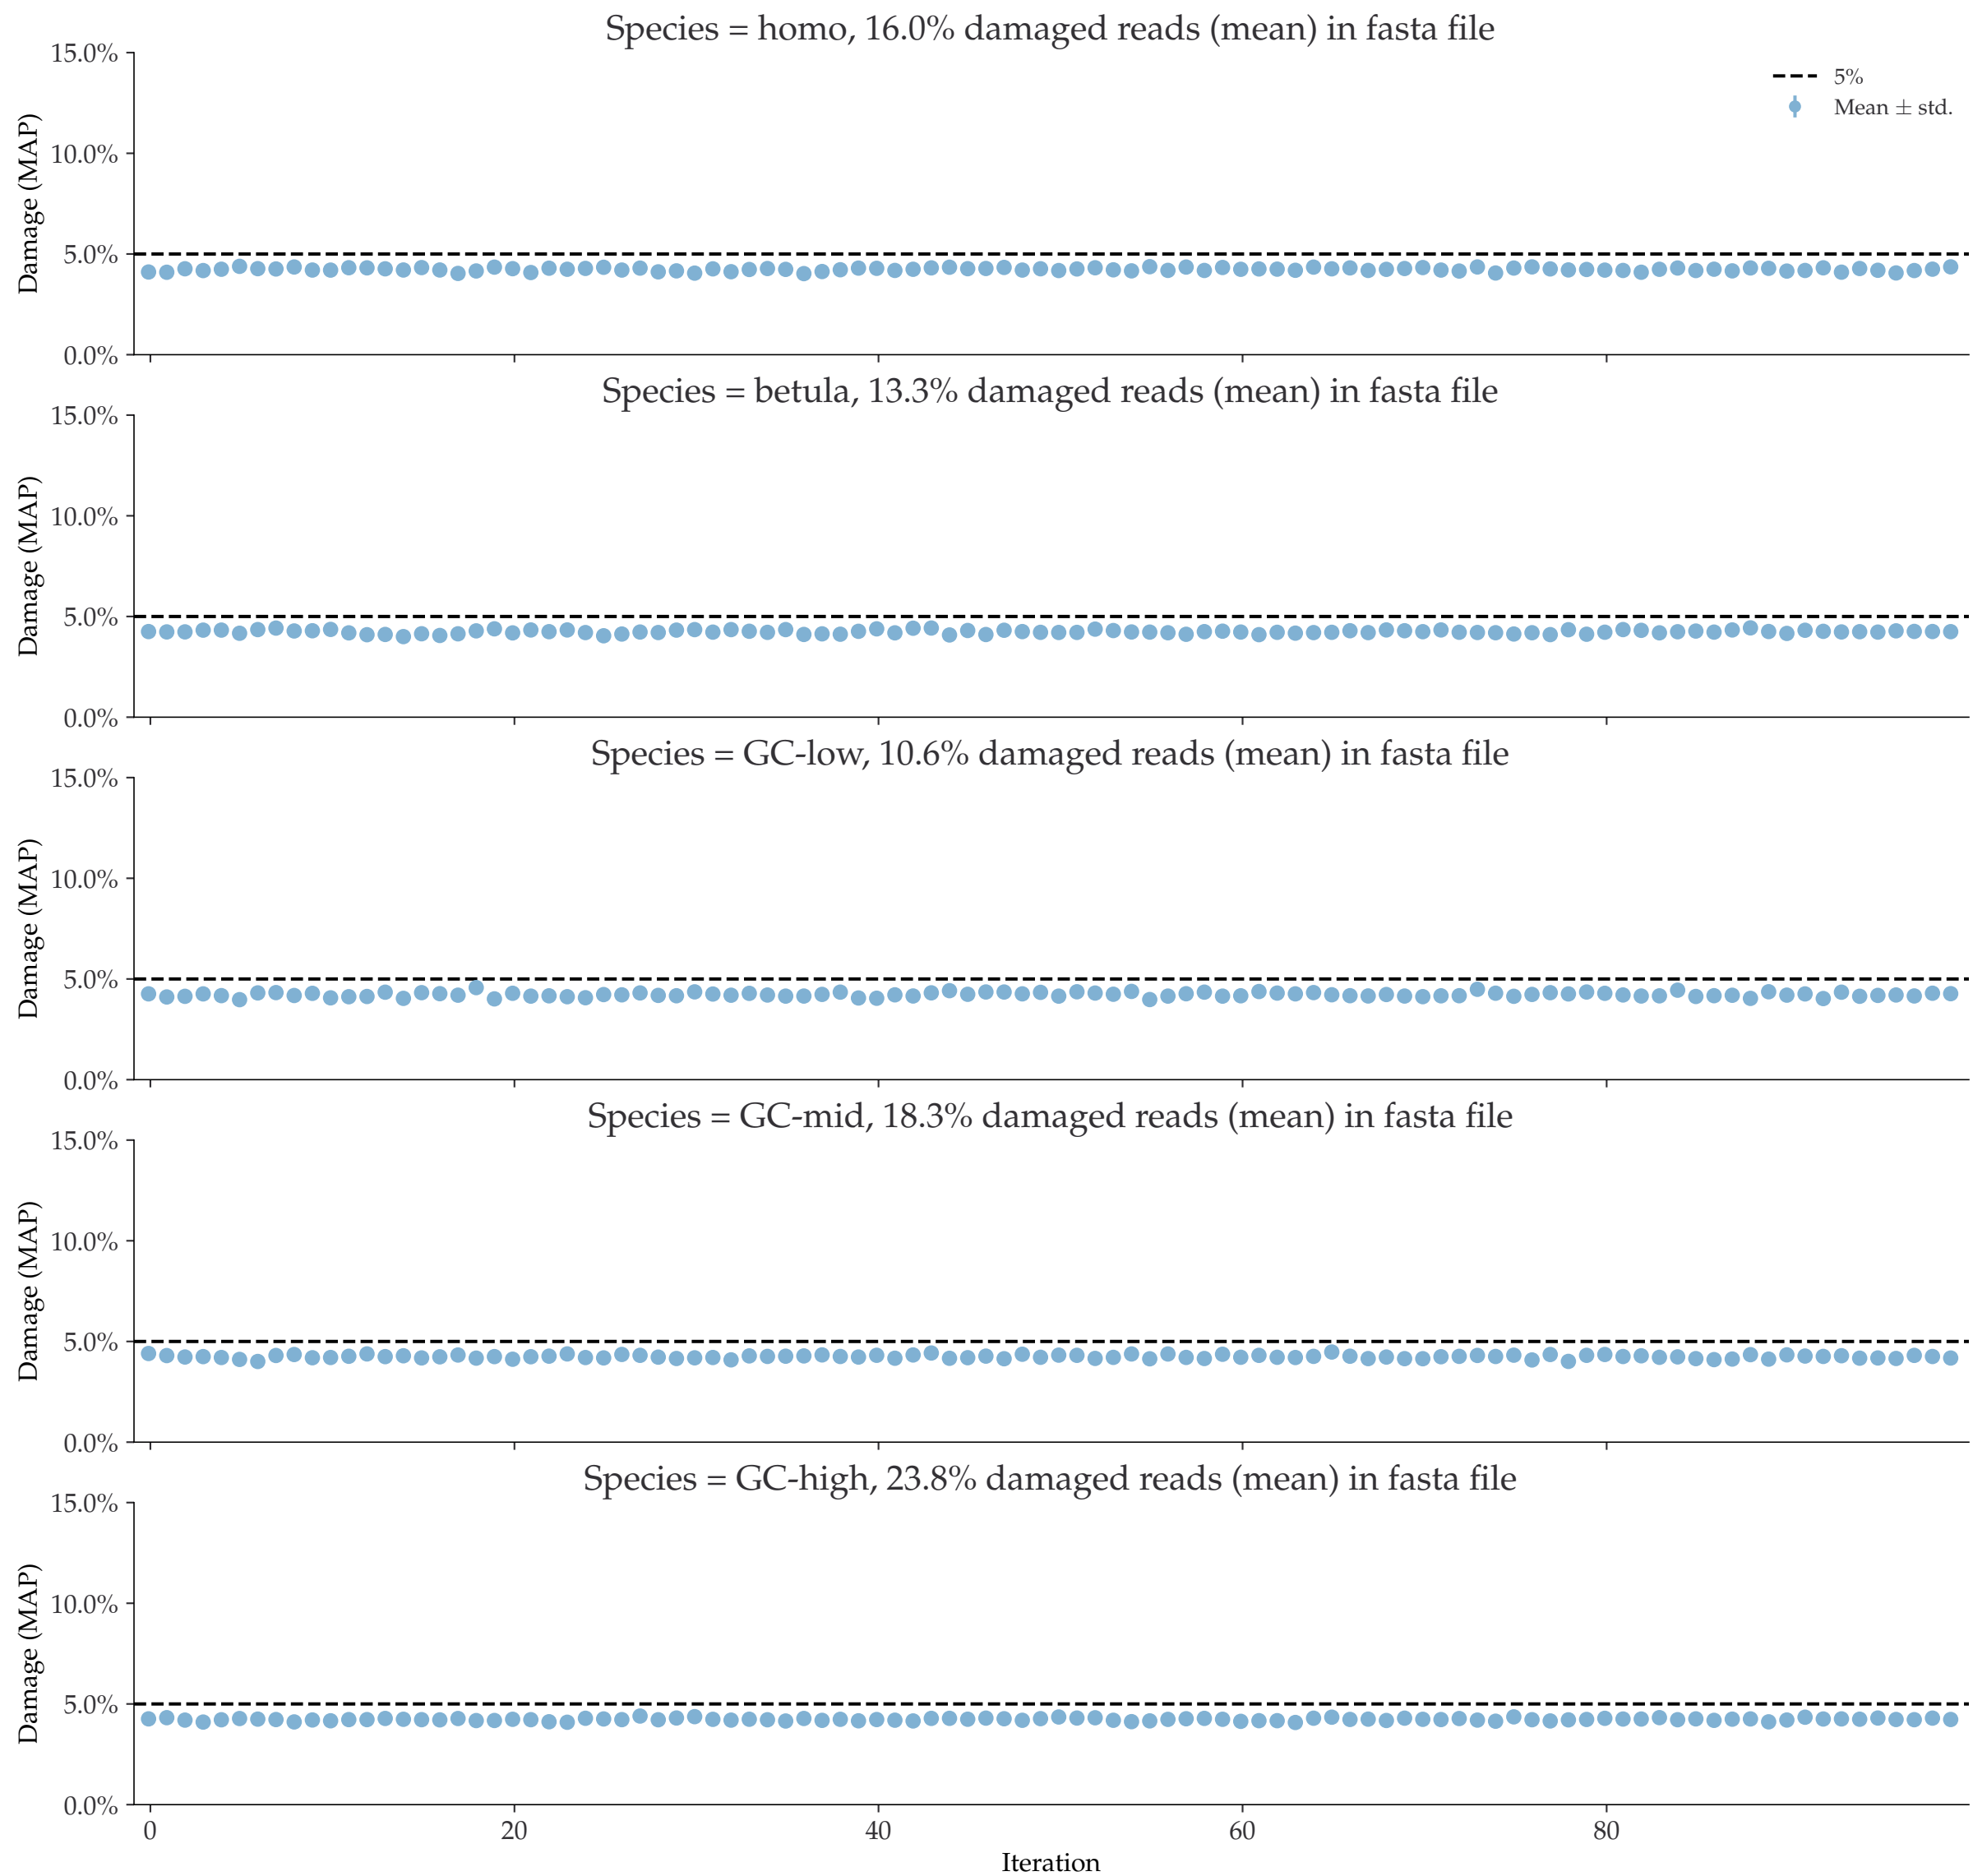 Species = homo, 16.0% damaged reads (mean) in fasta file
15.0%
10.0%
5.0%
0.0%
Damage (MAP)
5%
Mean ± std.
Species = betula, 13.3% damaged reads (mean) in fasta file
15.0%
10.0%
5.0%
0.0%
Damage (MAP)
Species = GC-low, 10.6% damaged reads (mean) in fasta file
15.0%
10.0%
5.0%
0.0%
Damage (MAP)
Species = GC-mid, 18.3% damaged reads (mean) in fasta file
15.0%
10.0%
5.0%
0.0%
Damage (MAP)
Species = GC-high, 23.8% damaged reads (mean) in fasta file
15.0%
10.0%
5.0%
0.0%
Damage (MAP)
0 20 40 60 80
Iteration